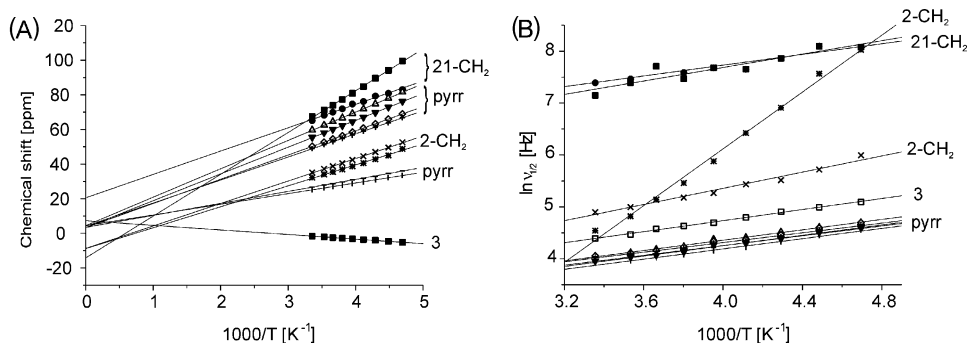 (A)
20
100
80
60
40
20
0
-20
Chemical shift [ppm]
21-CH₂
pyrr
2-CH₂
pyrr
3
0
1
2
3
4
5
1000/T [K⁻¹]
(B)
8
7
6
5
4
ln ν₁/₂ [Hz]
2-CH₂
21-CH₂
2-CH₂
3
pyrr
3.2
3.6
4.0
4.4
4.8
1000/T [K⁻¹]